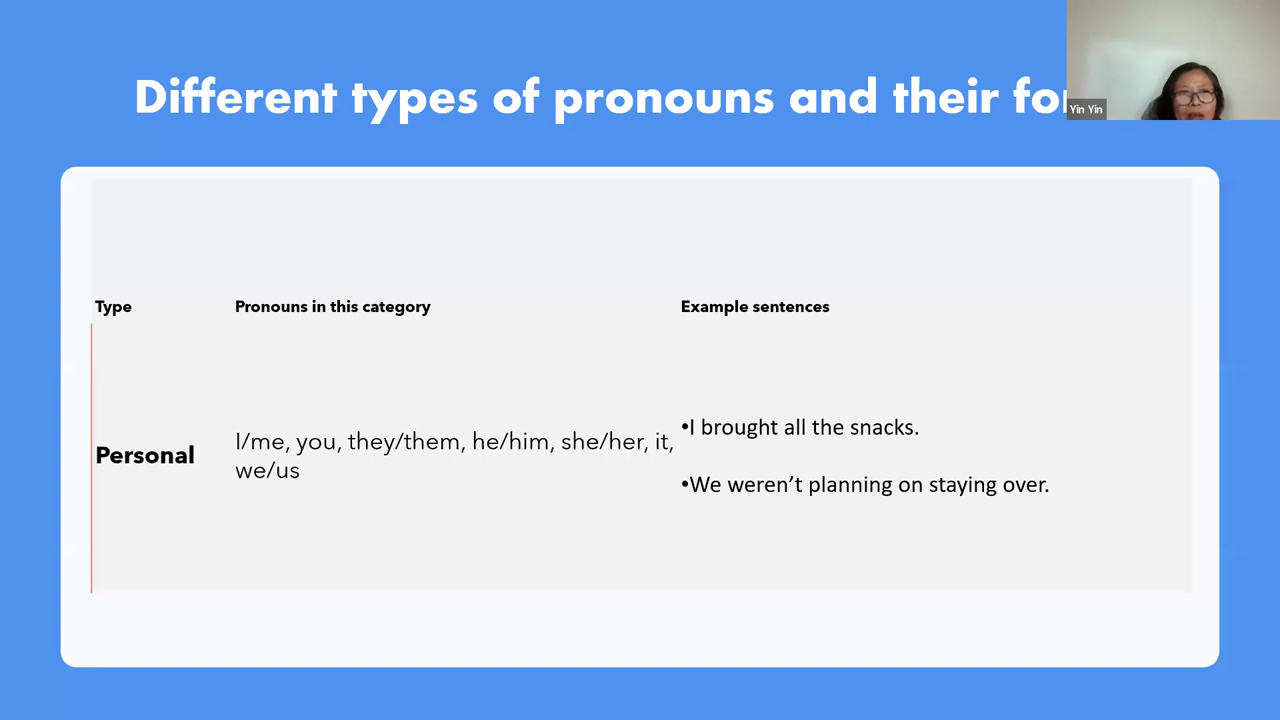 Different types of pronouns and their for
Yin Yin
Type Pronouns in this category Example sentences
Personal
I/me, you, they/them, he/him, she/her, it,
we/us
•I brought all the snacks.
•We weren’t planning on staying over.